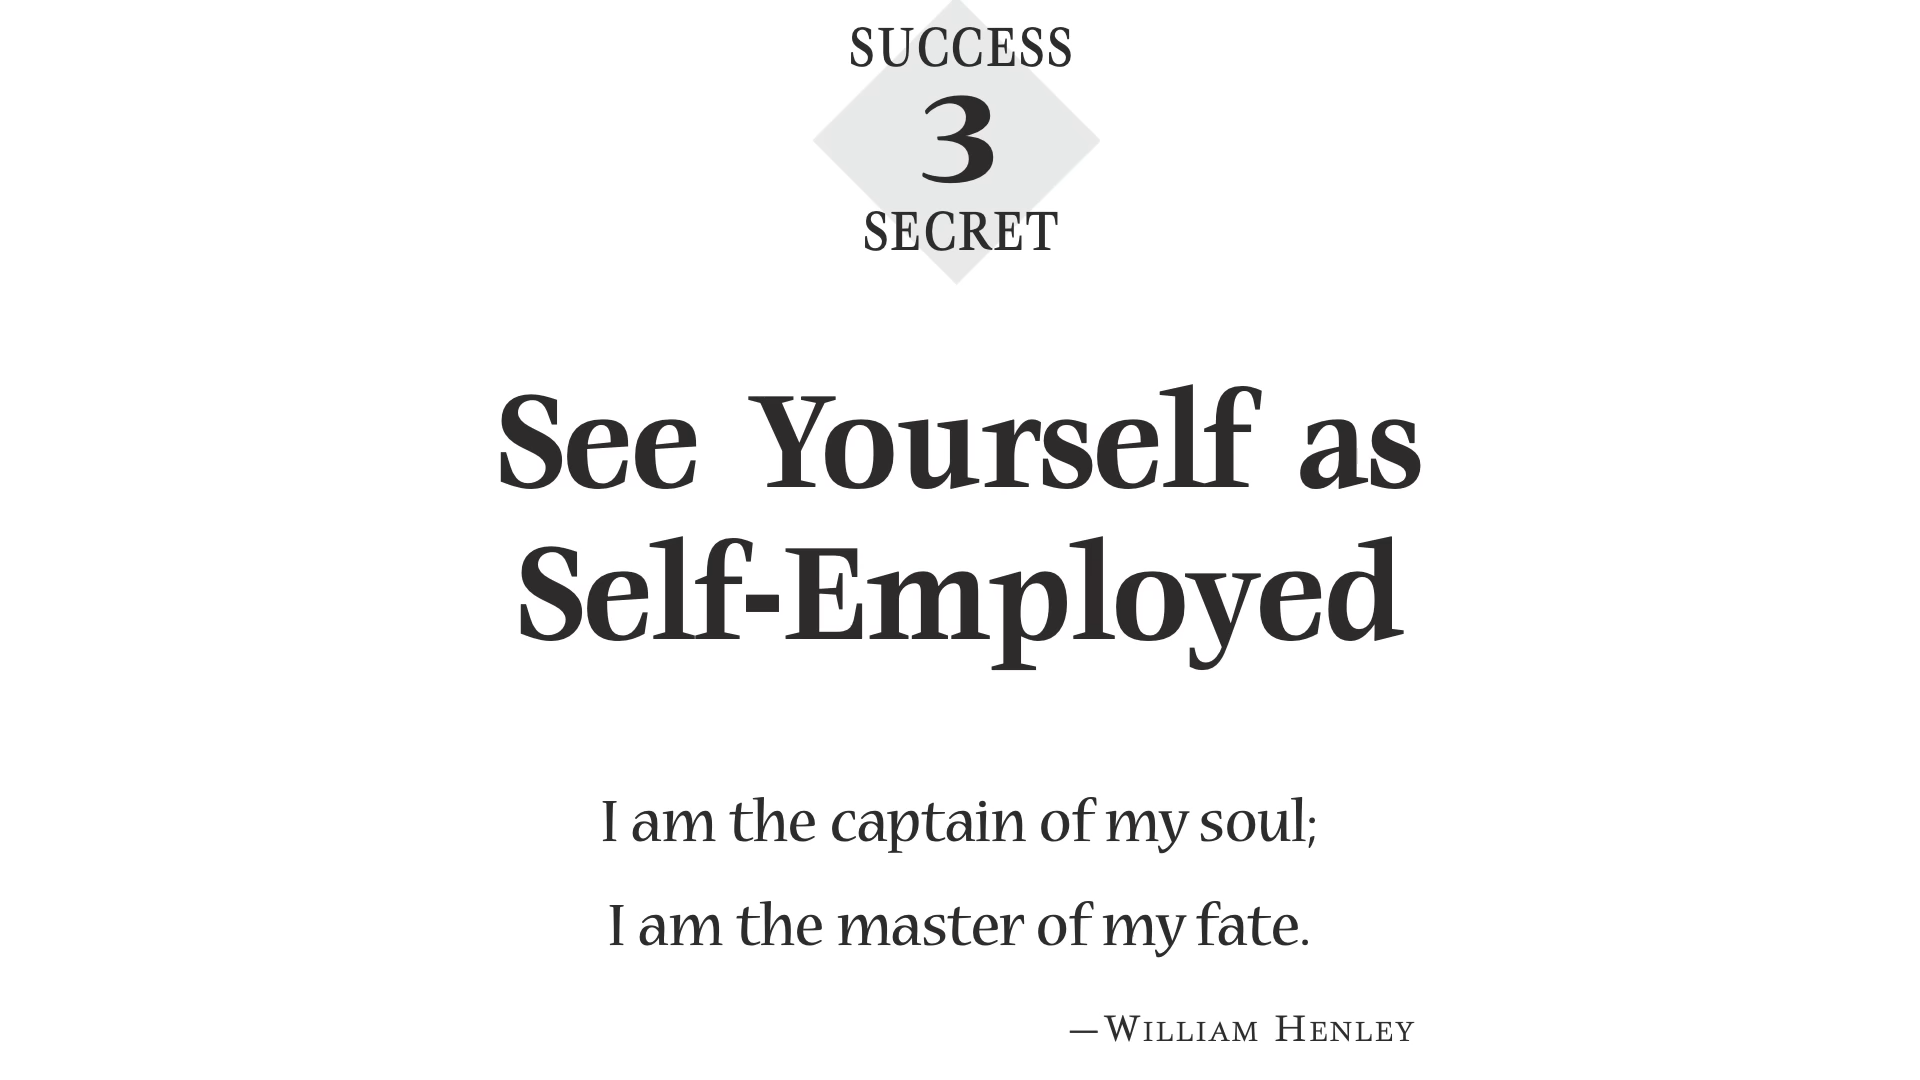 SUCCESS
3
SECRET
See Yourself as
Self-Employed
I am the captain of my soul;
I am the master of my fate.
—William Henley